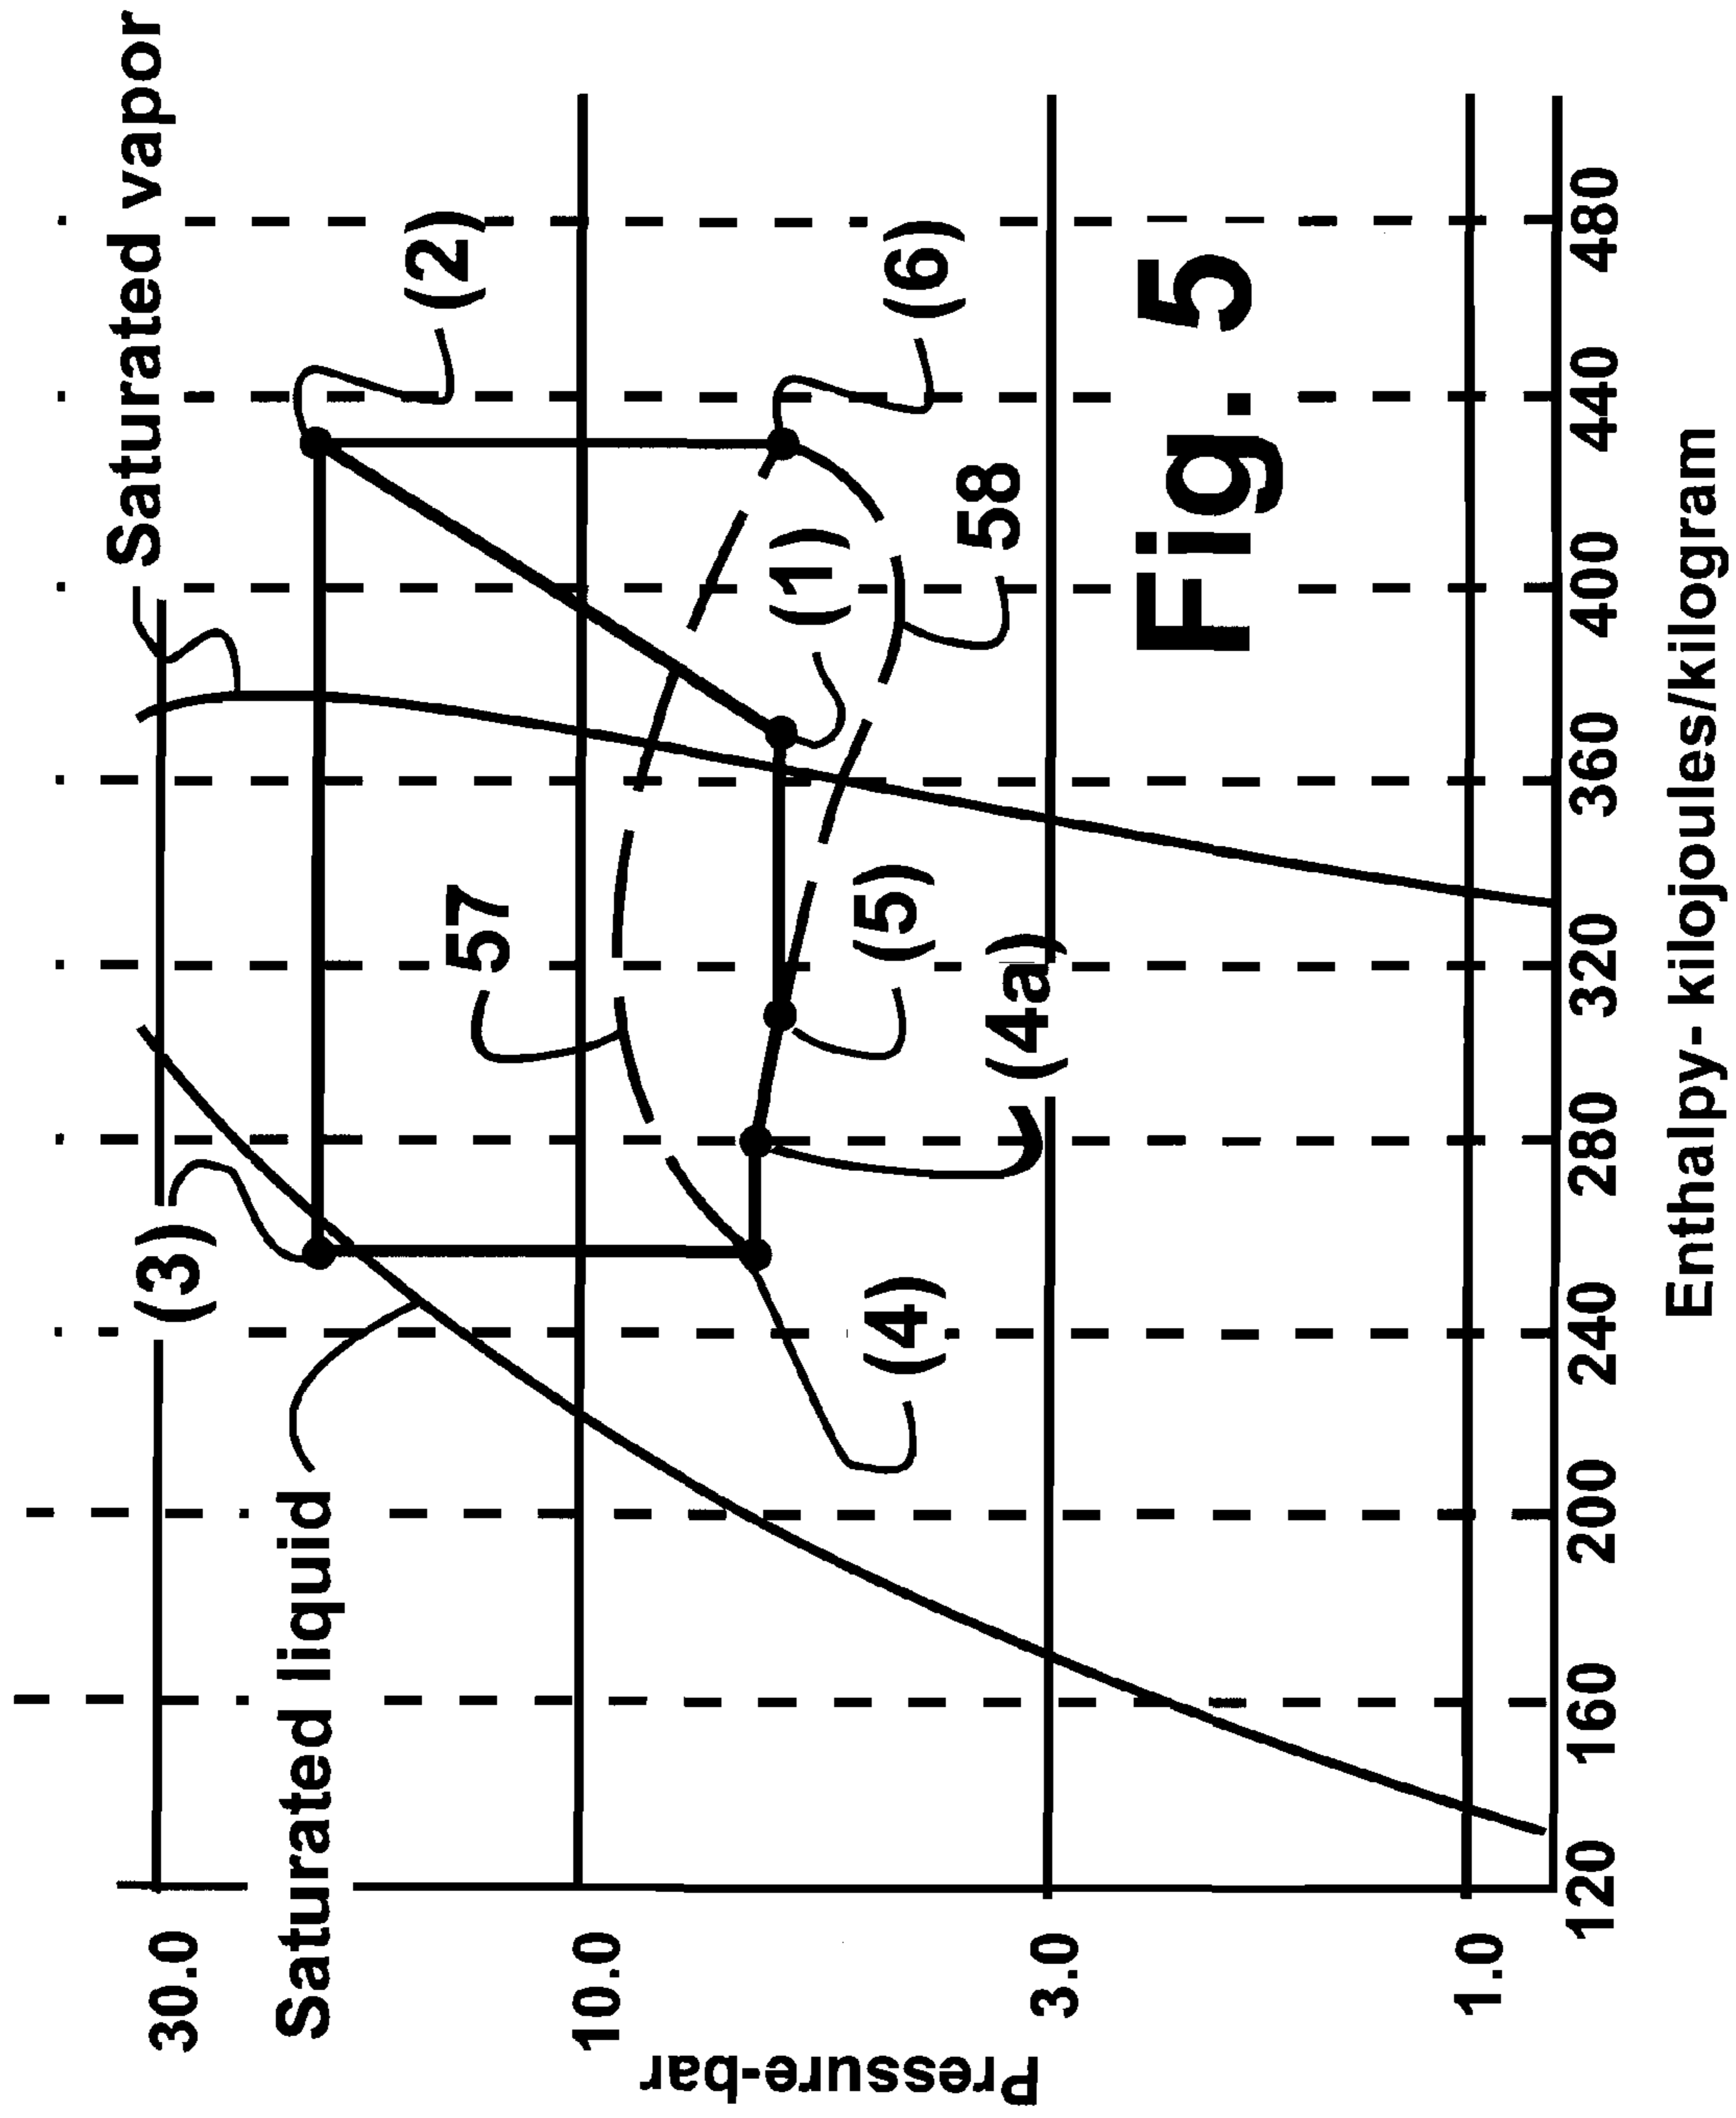 Saturated vapor
Saturated liquid
(3)
(2)
57
(1)
(6)
(4)
(5)
58
(4a)
30.0
10.0
3.0
1.0
Pressure-bar
120 160 200 240 280 320 360 400 440 480
Enthalpy- kilojoules/kilogram
Fig. 5